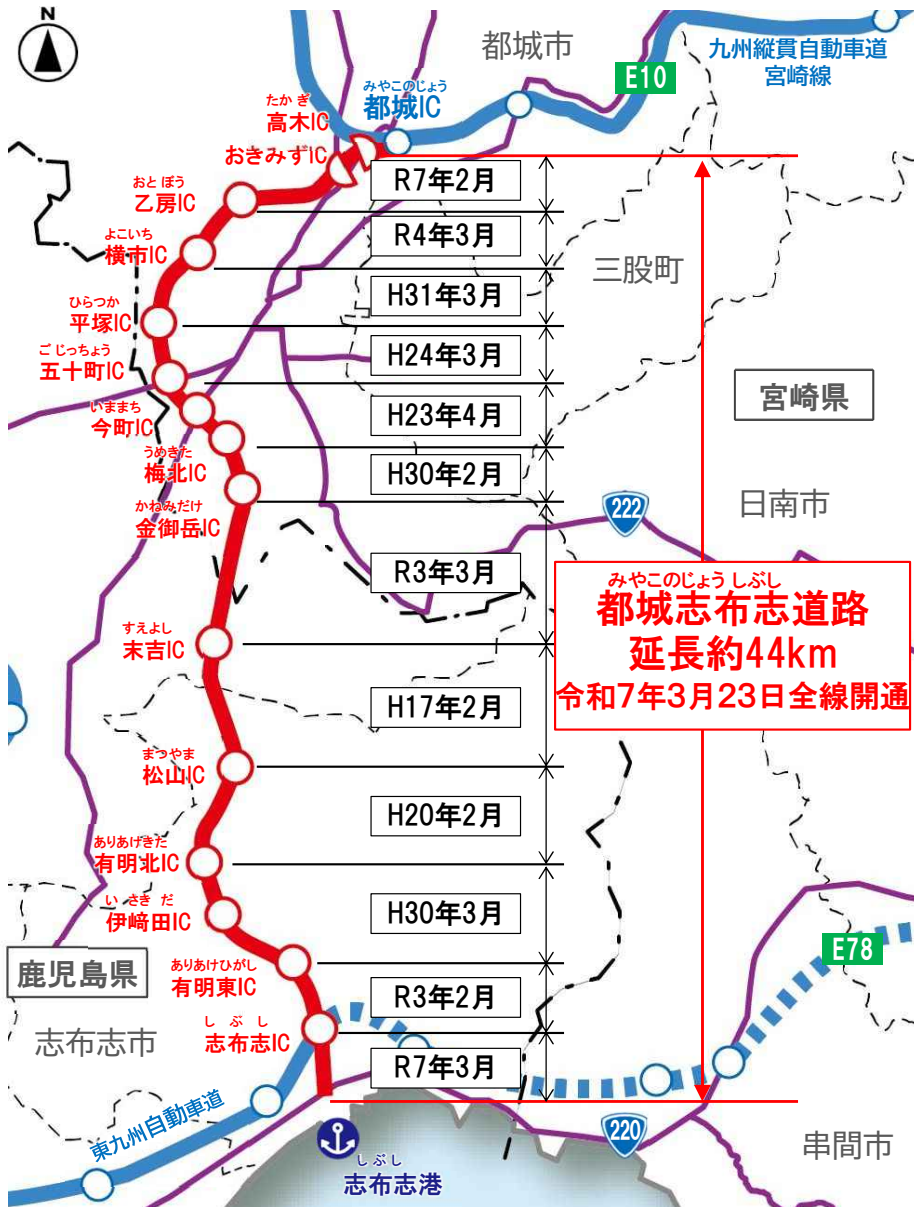 N
都城市
九州縦貫自動車道
宮崎線
E10
みやこのじょう
都城IC
たかぎ
高木IC
おきみずIC
R7年2月
おとぼう
乙房IC
R4年3月
よこいち
横市IC
三股町
H31年3月
ひらつか
平塚IC
H24年3月
ごじっちょう
五十町IC
宮崎県
H23年4月
いままち
今町IC
うめきた
梅北IC
H30年2月
かねみだけ
金御岳IC
日南市
222
R3年3月
みやこのじょうしぶし
都城志布志道路
延長約44km
令和7年3月23日全線開通
すえよし
末吉IC
H17年2月
まつやま
松山IC
H20年2月
ありあげきだ
有明北IC
H30年3月
いさきだ
伊﨑田IC
E78
鹿児島県
ありあけひがし
有明東IC
R3年2月
しぶし
志布志IC
志布志市
R7年3月
東九州自動車道
220
串間市
しぶし
志布志港